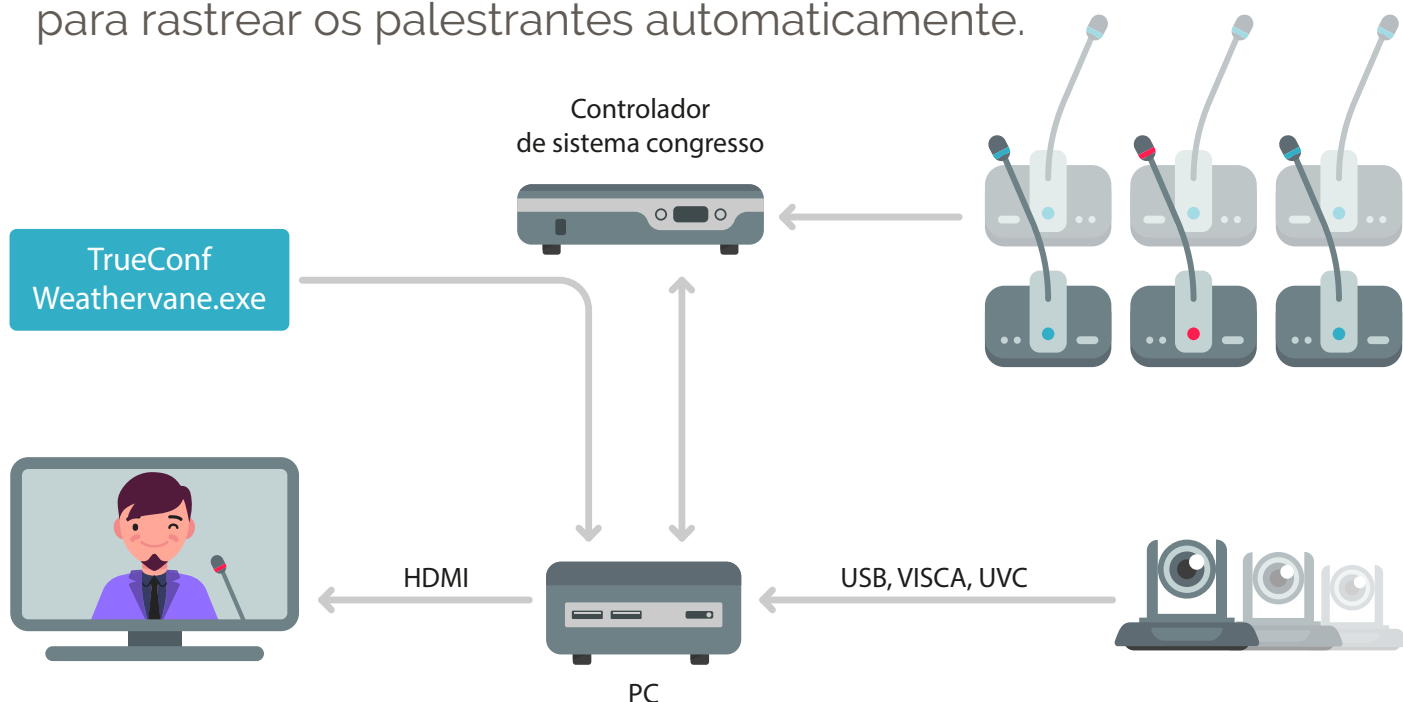 para rastrear os palestrantes automaticamente.
Controlador
de sistema congresso
TrueConf
Weathervane.exe
HDMI
USB, VISCA, UVC
PC